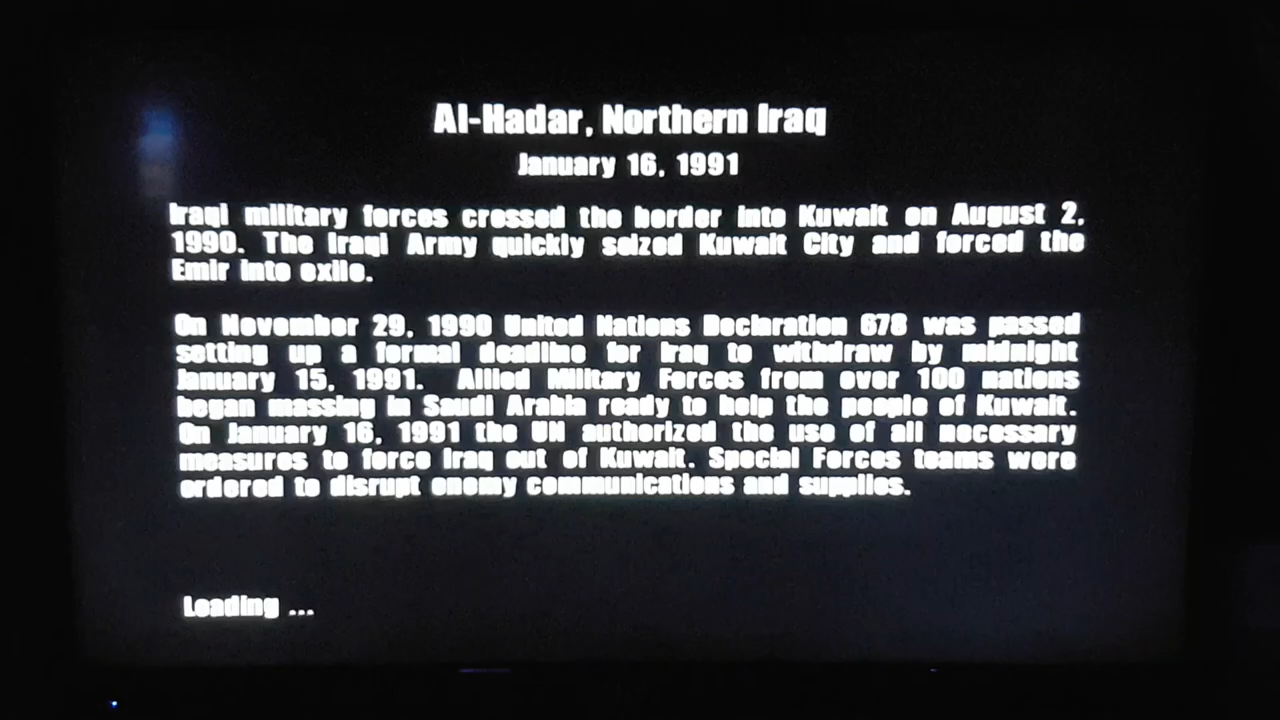 Al-Hadar, Northern Iraq
January 16, 1991
Iraqi military forces crossed the border into Kuwait on August 2,
1990. The Iraqi Army quickly seized Kuwait City and forced the
Emir into exile.
On November 29, 1990 United Nations Declaration 678 was passed
setting up a formal deadline for Iraq to withdraw by midnight
January 15, 1991. Allied Military Forces from over 100 nations
began massing in Saudi Arabia ready to help the people of Kuwait.
On January 16, 1991 the UN authorized the use of all necessary
measures to force Iraq out of Kuwait. Special Forces teams were
ordered to disrupt enemy communications and supplies.
Loading ...